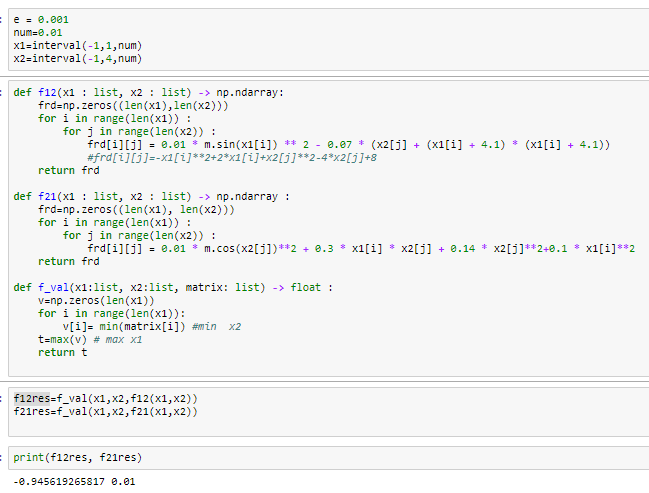 e = 0.001
num=0.01
x1=interval(-1,1,num)
x2=interval(-1,4,num)
def f12(x1 : list, x2 : list) -> np.ndarray:
    frd=np.zeros((len(x1),len(x2)))
    for i in range(len(x1)) :
        for j in range(len(x2)) :
            frd[i][j] = 0.01 * m.sin(x1[i]) ** 2 - 0.07 * (x2[j] + (x1[i] + 4.1) * (x1[i] + 4.1))
            #frd[i][j]=-x1[i]**2+2*x1[i]+x2[j]**2-4*x2[j]+8
    return frd
def f21(x1 : list, x2 : list) -> np.ndarray :
    frd=np.zeros((len(x1), len(x2)))
    for i in range(len(x1)) :
        for j in range(len(x2)) :
            frd[i][j] = 0.01 * m.cos(x2[j])**2 + 0.3 * x1[i] * x2[j] + 0.14 * x2[j]**2+0.1 * x1[i]**2
    return frd
def f_val(x1:list, x2:list, matrix: list) -> float :
    v=np.zeros(len(x1))
    for i in range(len(x1)):
        v[i]= min(matrix[i]) #min  x2
    t=max(v) # max x1
    return t
f12res=f_val(x1,x2,f12(x1,x2))
f21res=f_val(x1,x2,f21(x1,x2))
print(f12res, f21res)
-0.945619265817 0.01